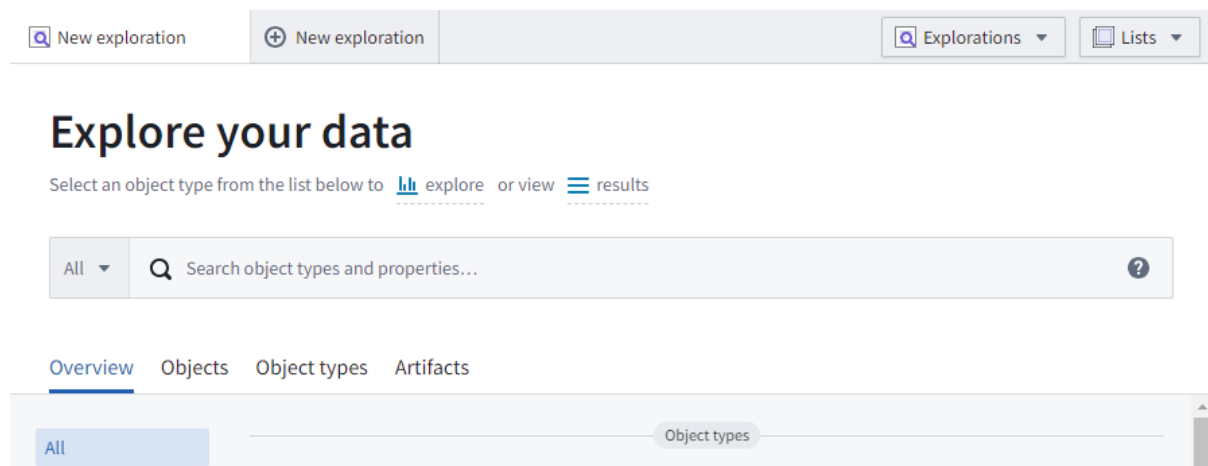 New exploration New exploration Explorations Lists
Explore your data
Select an object type from the list below to explore or view results
All Search object types and properties…
Overview Objects Object types Artifacts
Object types
All